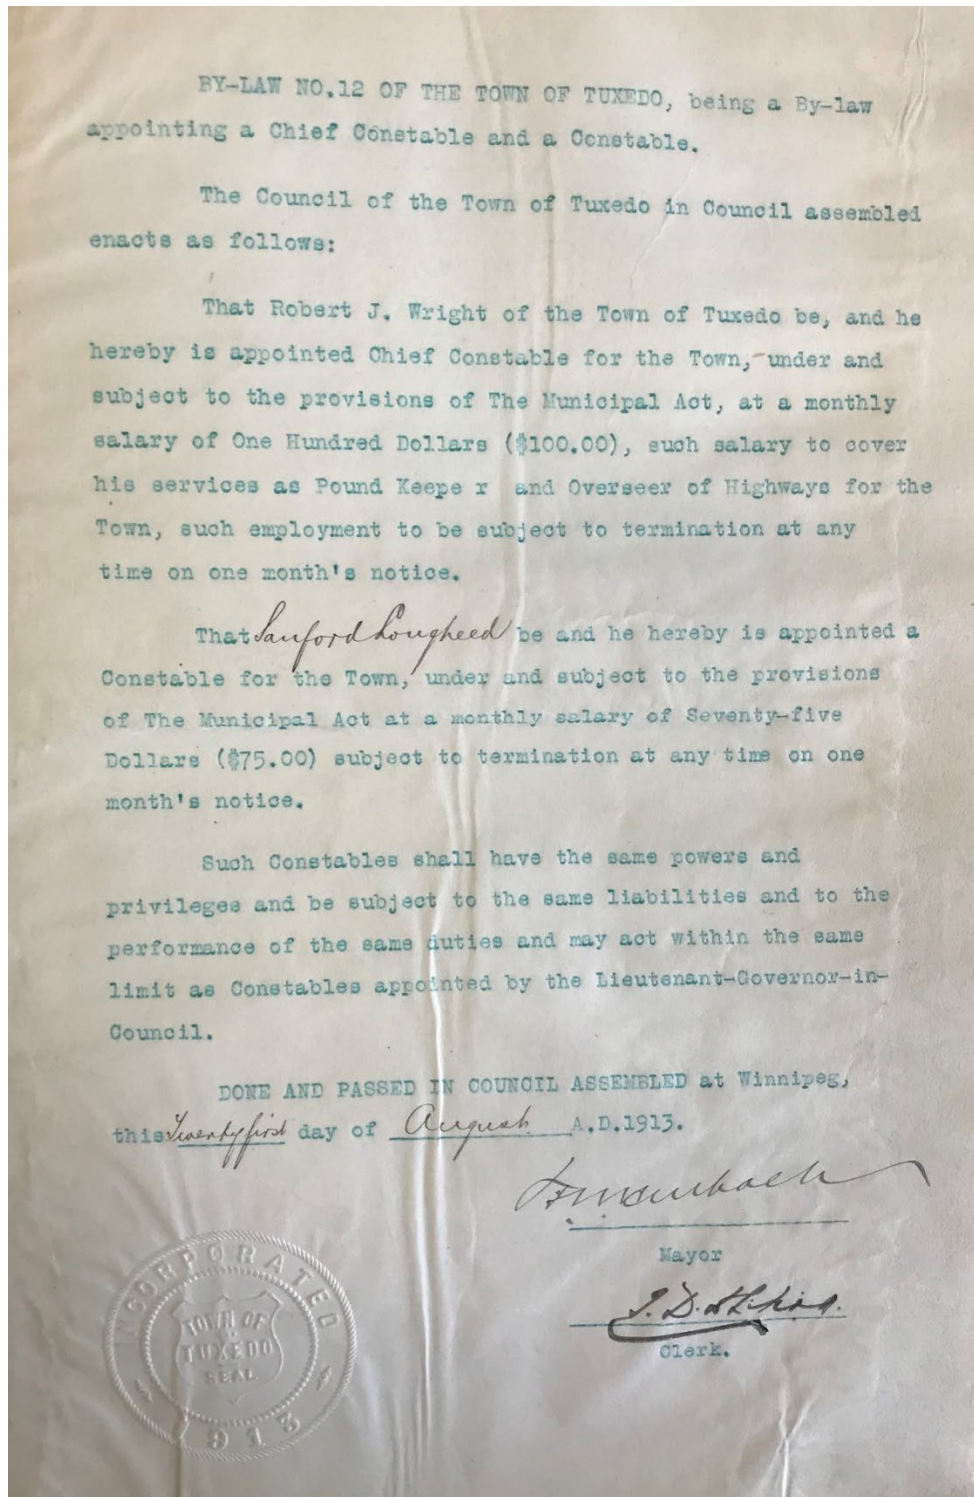 BY-LAW NO.12 OF THE TOWN OF TUXEDO, being a By-law
appointing a Chief Constable and a Constable.
The Council of the Town of Tuxedo in Council assembled
enacts as follows:
That Robert J. Wright of the Town of Tuxedo be, and he
hereby is appointed Chief Constable for the Town, under and
subject to the provisions of The Municipal Act, at a monthly
salary of One Hundred Dollars ($100.00), such salary to cover
his services as Pound Keepe r and Overseer of Highways for the
Town, such employment to be subject to termination at any
time on one month's notice.
That Sanford Lougheed be and he hereby is appointed a
Constable for the Town, under and subject to the provisions
of The Municipal Act at a monthly salary of Seventy-five
Dollars ($75.00) subject to termination at any time on one
month's notice.
Such Constables shall have the same powers and
privileges and be subject to the same liabilities and to the
performance of the same duties and may act within the same
limit as Constables appointed by the Lieutenant-Governor-in-
Council.
DONE AND PASSED IN COUNCIL ASSEMBLED at Winnipeg,
this Twenty first day of August A.D.1913.
Mayor
Clerk.
INCORPORATED
TOWN OF
TUXEDO
SEAL
1913